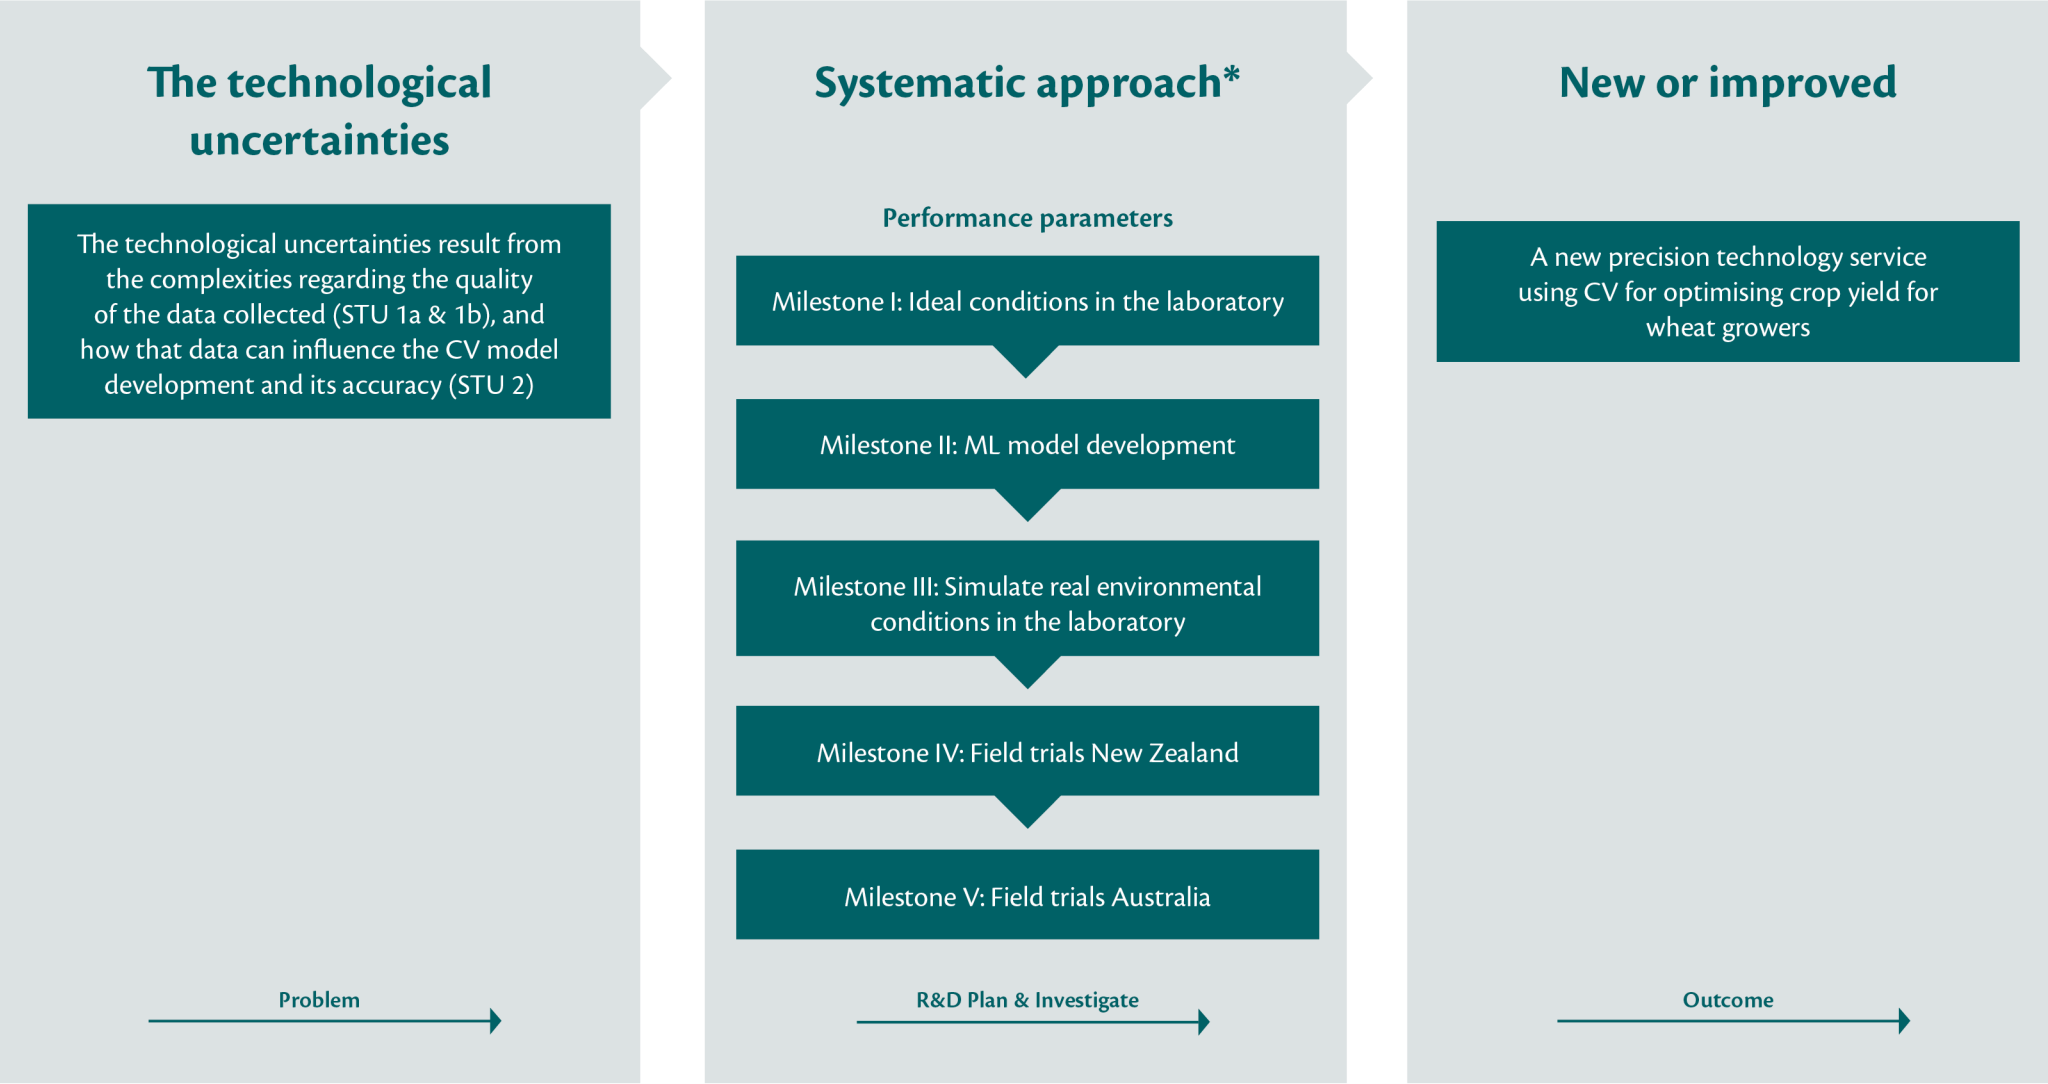 The technological
uncertainties
The technological uncertainties result from
the complexities regarding the quality
of the data collected (STU 1a & 1b), and
how that data can influence the CV model
development and its accuracy (STU 2)
Problem
Systematic approach*
Performance parameters
Milestone I: Ideal conditions in the laboratory
Milestone II: ML model development
Milestone III: Simulate real environmental
conditions in the laboratory
Milestone IV: Field trials New Zealand
Milestone V: Field trials Australia
R&D Plan & Investigate
New or improved
A new precision technology service
using CV for optimising crop yield for
wheat growers
Outcome